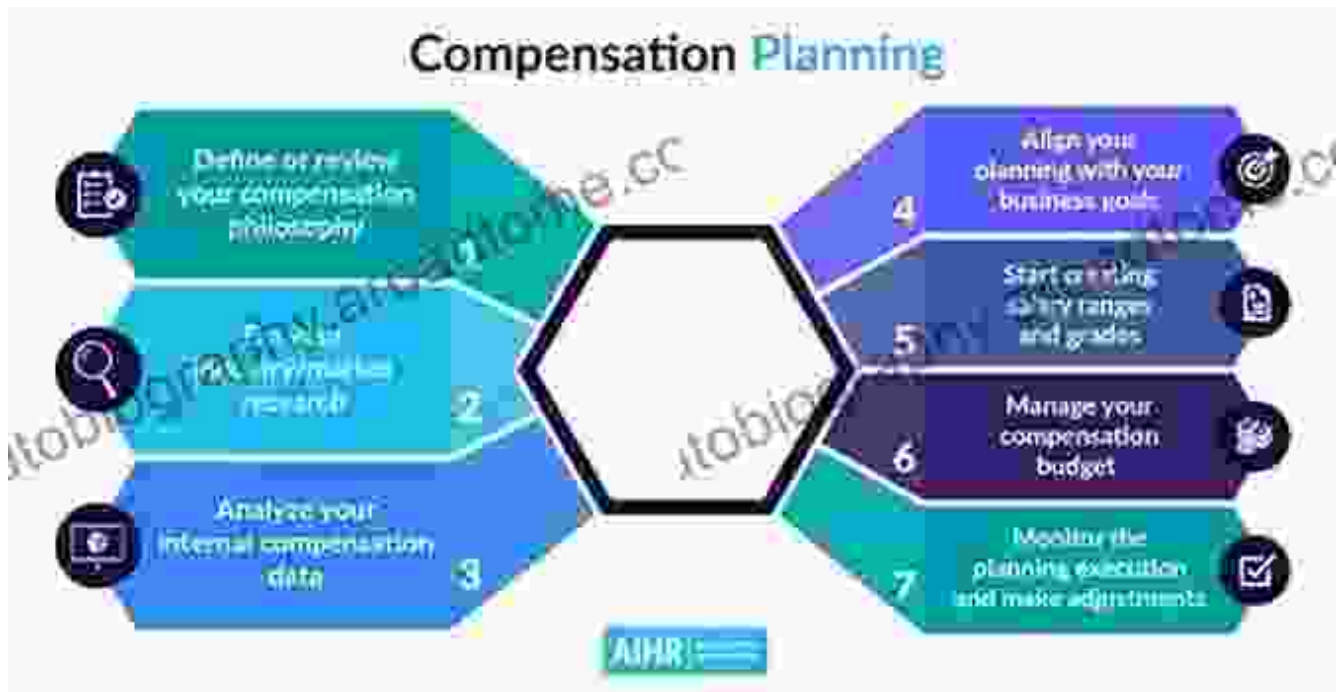 Compensation Planning
Define or review
your compensation
philosophy
1
research
2
Analyze your
internal compensation
data
3
Align your
planning with your
business goals
4
Start creating
salary ranges
and grades
5
Manage your
compensation
budget
6
Monitor the
planning execution
and make adjustments
7
AIHR